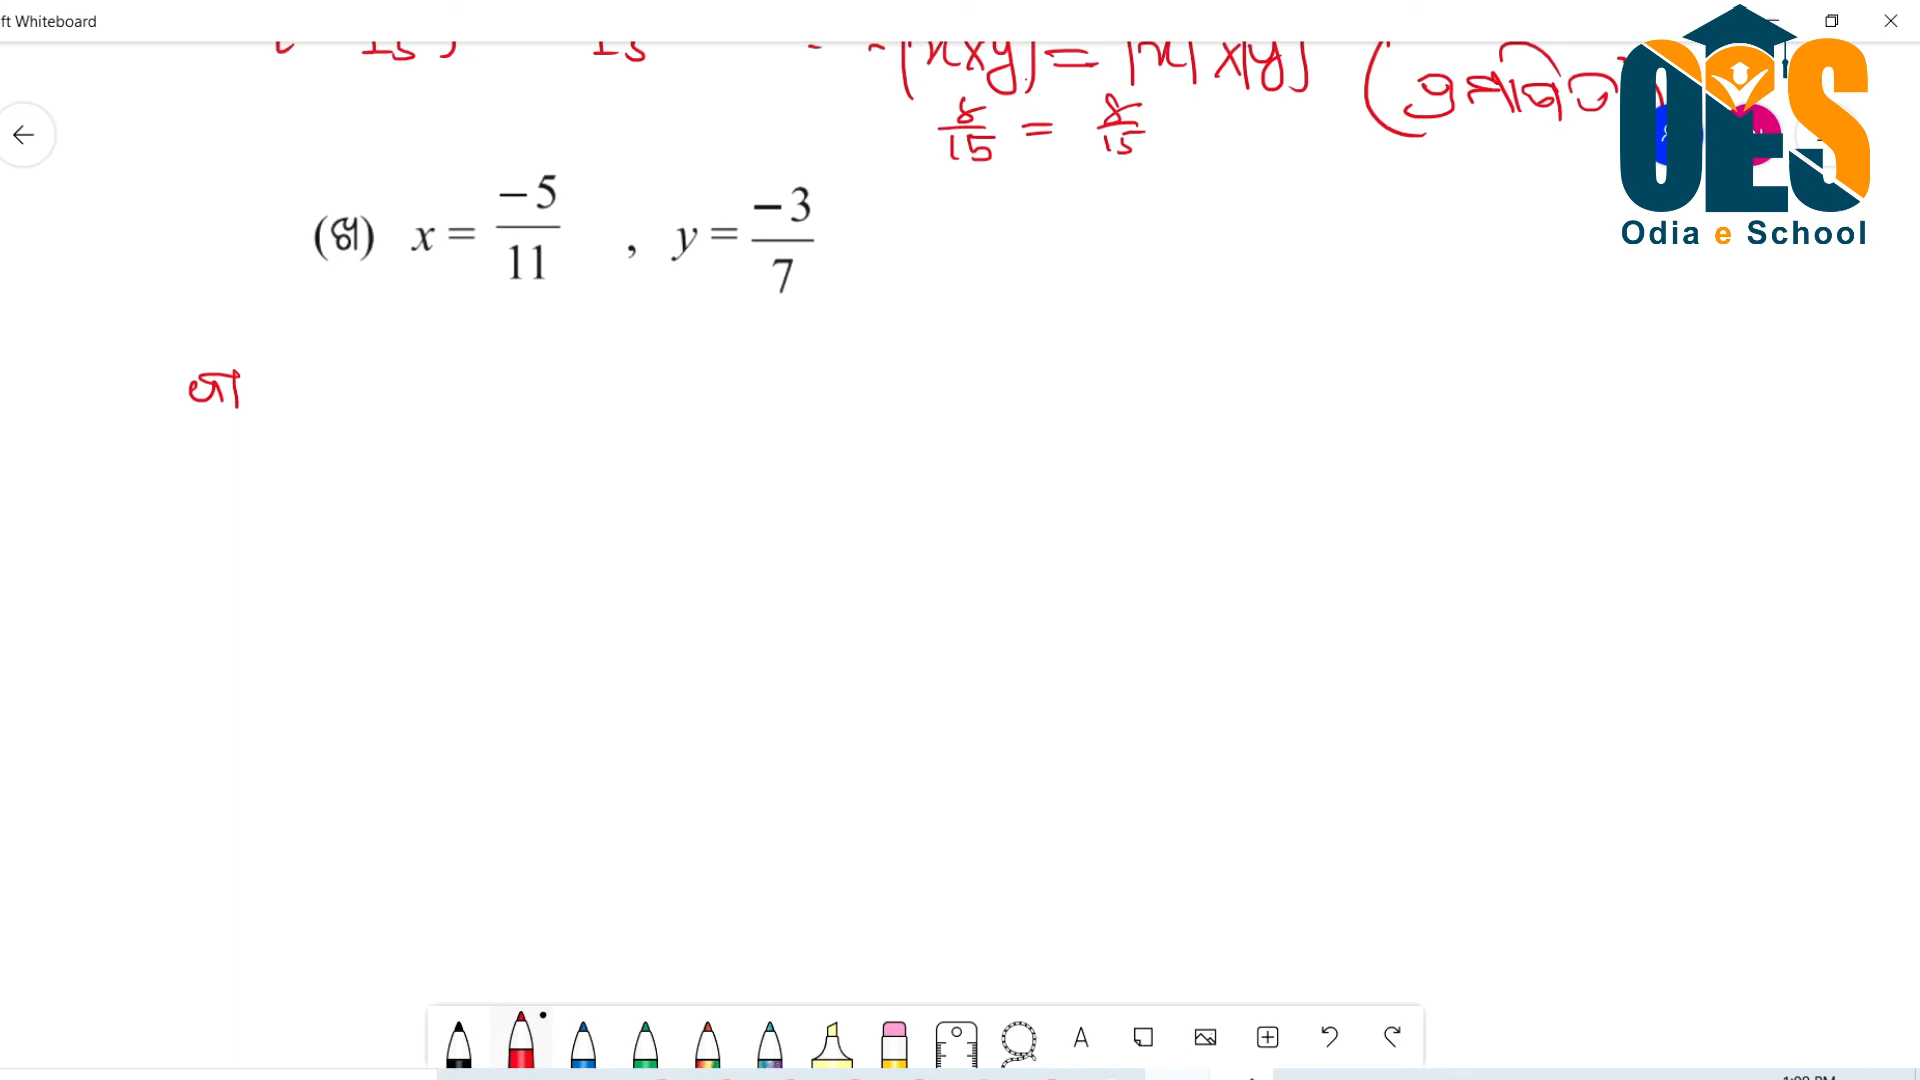 ft Whiteboard
|x×y| = |x| × |y| (ପ୍ରମାଣିତ)
8/15 = 8/15
(ଖ) x = -5/11 , y = -3/7
Odia e School